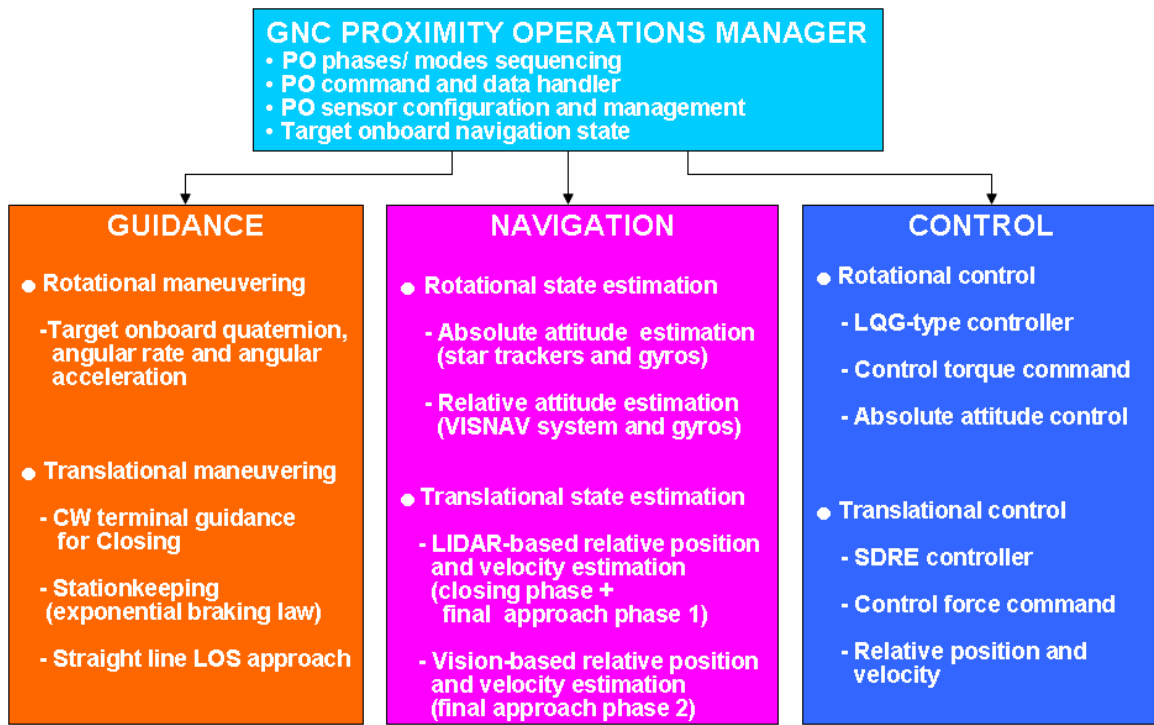 GNC PROXIMITY OPERATIONS MANAGER
• PO phases/ modes sequencing
• PO command and data handler
• PO sensor configuration and management
• Target onboard navigation state
GUIDANCE
● Rotational maneuvering
-Target onboard quaternion,
angular rate and angular
acceleration
● Translational maneuvering
- CW terminal guidance
for Closing
- Stationkeeping
(exponential braking law)
- Straight line LOS approach
NAVIGATION
● Rotational state estimation
- Absolute attitude estimation
(star trackers and gyros)
- Relative attitude estimation
(VISNAV system and gyros)
● Translational state estimation
- LIDAR-based relative position
and velocity estimation
(closing phase +
final approach phase 1)
- Vision-based relative position
and velocity estimation
(final approach phase 2)
CONTROL
● Rotational control
- LQG-type controller
- Control torque command
- Absolute attitude control
● Translational control
- SDRE controller
- Control force command
- Relative position and
velocity